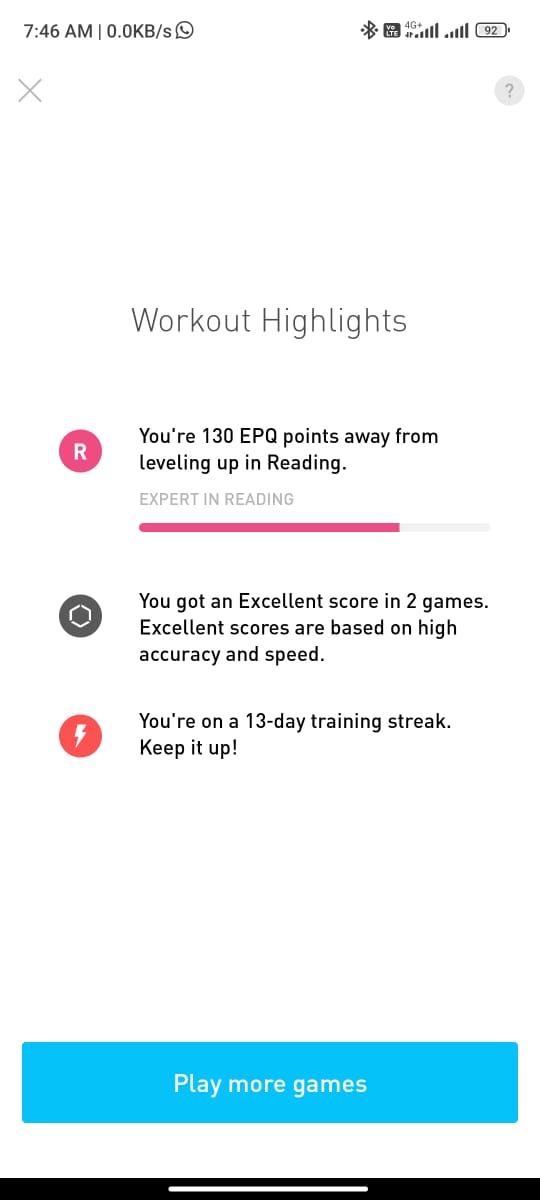 7:46 AM | 0.0KB/s
Vo LTE 4G+ 92
?
Workout Highlights
R
You're 130 EPQ points away from
leveling up in Reading.
EXPERT IN READING
You got an Excellent score in 2 games.
Excellent scores are based on high
accuracy and speed.
You're on a 13-day training streak.
Keep it up!
Play more games